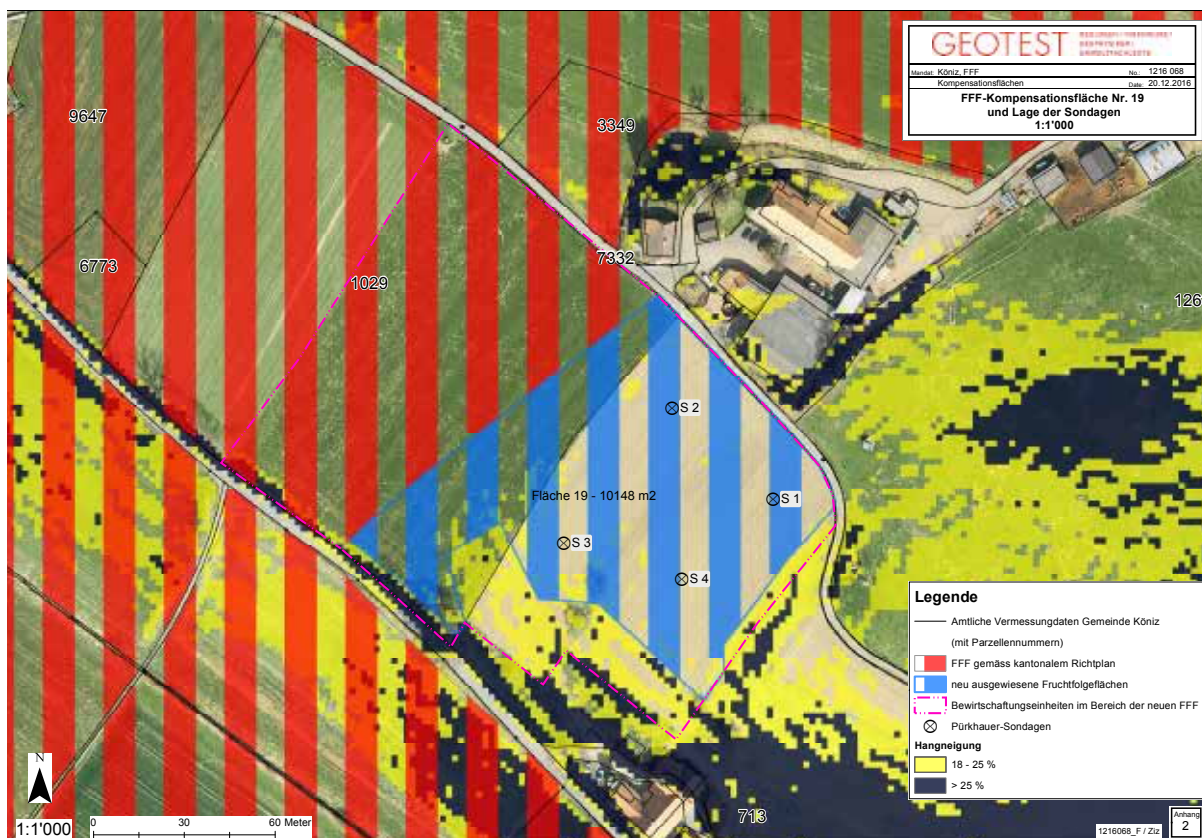 GEOTEST
Mandat: Köniz, FFF No.: 1216 068
Kompensationsflächen Date: 20.12.2016
FFF-Kompensationsfläche Nr. 19
und Lage der Sondagen
1:1'000
9647
3349
6773
1029
7332
126
S 2
Fläche 19 - 10148 m2
S 1
S 3
S 4
713
Legende
Amtliche Vermessungdaten Gemeinde Köniz
(mit Parzellennummern)
FFF gemäss kantonalem Richtplan
neu ausgewiesene Fruchtfolgeflächen
Bewirtschaftungseinheiten im Bereich der neuen FFF
Pürkhauer-Sondagen
Hangneigung
18 - 25 %
> 25 %
N
1:1'000
0 30 60 Meter
1216068_F / Ziz
Anhang
2